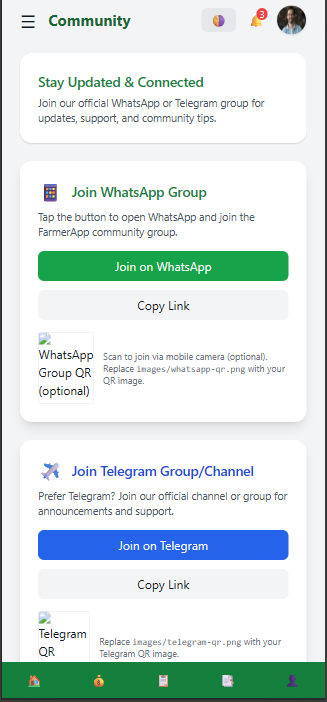 Community
3
Stay Updated & Connected
Join our official WhatsApp or Telegram group for
updates, support, and community tips.
Join WhatsApp Group
Tap the button to open WhatsApp and join the
FarmerApp community group.
Join on WhatsApp
Copy Link
WhatsApp
Group QR
(optional)
Scan to join via mobile camera (optional).
Replace images/whatsapp-qr.png with your
QR image.
Join Telegram Group/Channel
Prefer Telegram? Join our official channel or group for
announcements and support.
Join on Telegram
Copy Link
Telegram
QR
Replace images/telegram-qr.png with your
Telegram QR image.